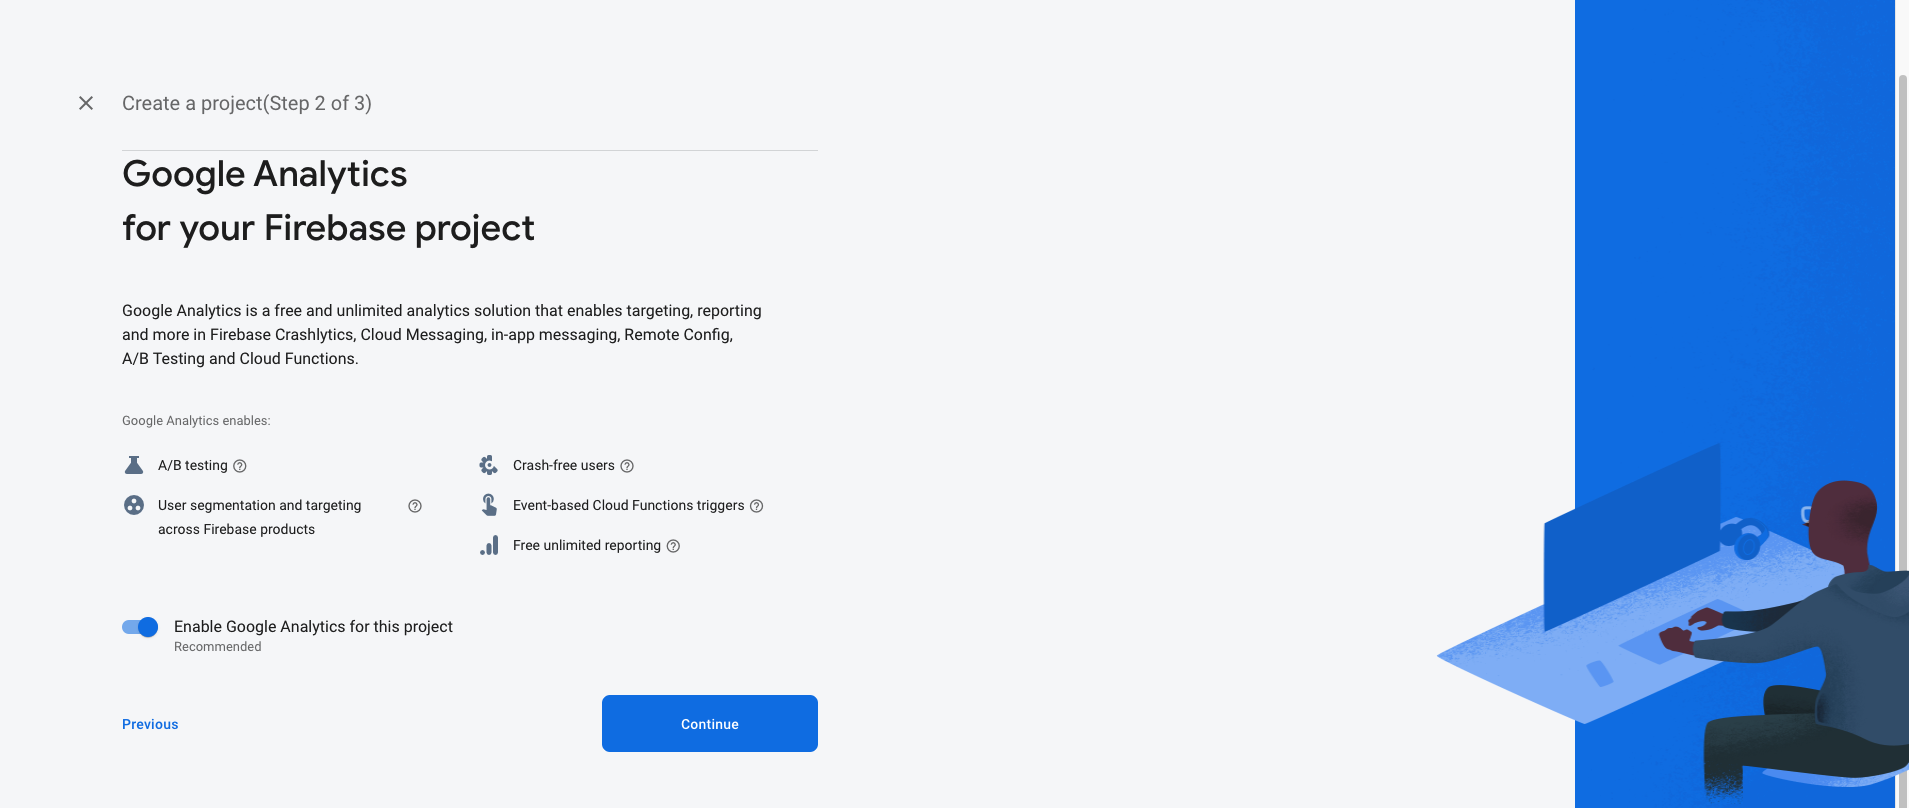 Create a project(Step 2 of 3)
Google Analytics
for your Firebase project
Google Analytics is a free and unlimited analytics solution that enables targeting, reporting
and more in Firebase Crashlytics, Cloud Messaging, in-app messaging, Remote Config,
A/B Testing and Cloud Functions.
Google Analytics enables:
A/B testing
User segmentation and targeting
across Firebase products
Crash-free users
Event-based Cloud Functions triggers
Free unlimited reporting
Enable Google Analytics for this project
Recommended
Previous
Continue